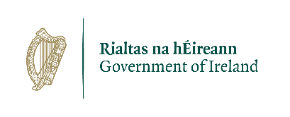 Rialtas na hÉireann
Government of Ireland